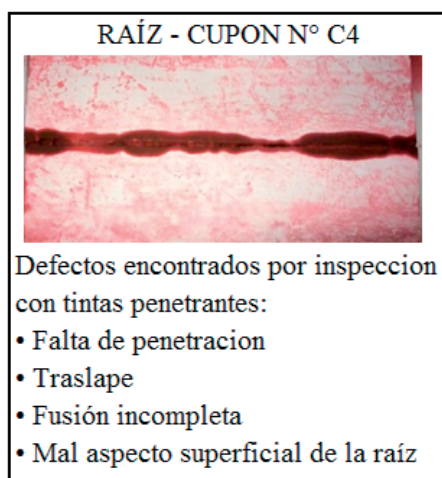 RAÍZ - CUPON N° C4
Defectos encontrados por inspeccion
con tintas penetrantes:
• Falta de penetracion
• Traslape
• Fusión incompleta
• Mal aspecto superficial de la raíz